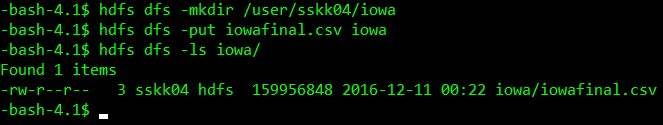 -bash-4.1$ hdfs dfs -mkdir /user/sskk04/iowa
-bash-4.1$ hdfs dfs -put iowafinal.csv iowa
-bash-4.1$ hdfs dfs -ls iowa/
Found 1 items
-rw-r--r--   3 sskk04 hdfs  159956848 2016-12-11 00:22 iowa/iowafinal.csv
-bash-4.1$